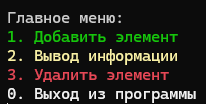 Главное меню:
1. Добавить элемент
2. Вывод информации
3. Удалить элемент
0. Выход из программы